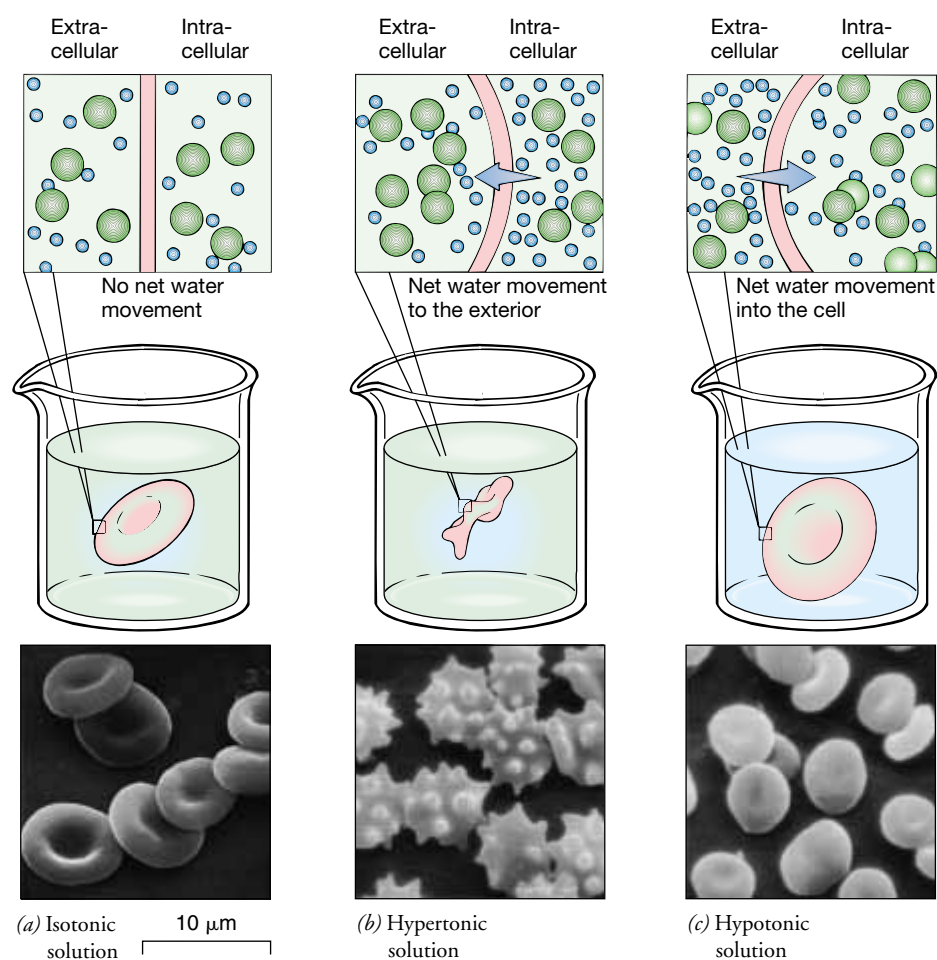 Extra-
cellular
Intra-
cellular
Extra-
cellular
Intra-
cellular
Extra-
cellular
Intra-
cellular
No net water
movement
Net water movement
to the exterior
Net water movement
into the cell
(a) Isotonic
solution
10 µm
(b) Hypertonic
solution
(c) Hypotonic
solution